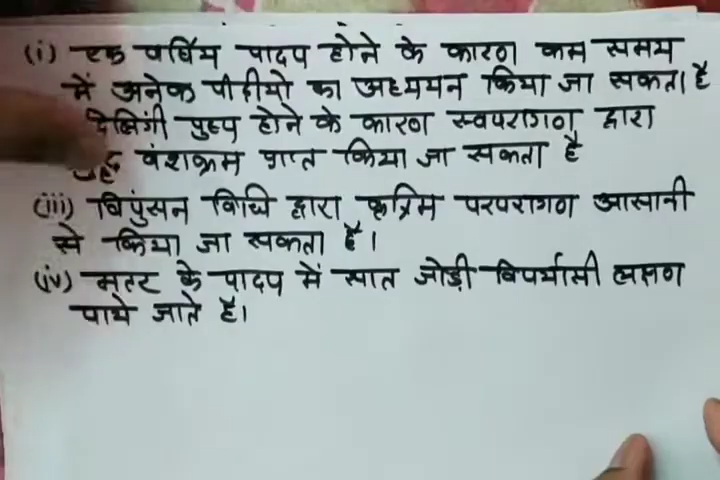 (i) एक वर्षिय पादप होने के कारण कम समय
में अनेक पीढ़ीयो का अध्ययन किया जा सकता है
द्विलिंगी पुष्प होने के कारण स्वपरागण द्वारा
वंशक्रम प्राप्त किया जा सकता है
(iii) विपुंसन विधि द्वारा कृत्रिम परपरागण आसानी
से किया जा सकता है।
(iv) मटर के पादप में सात जोड़ी विपर्यासी लक्षण
पाये जाते है।